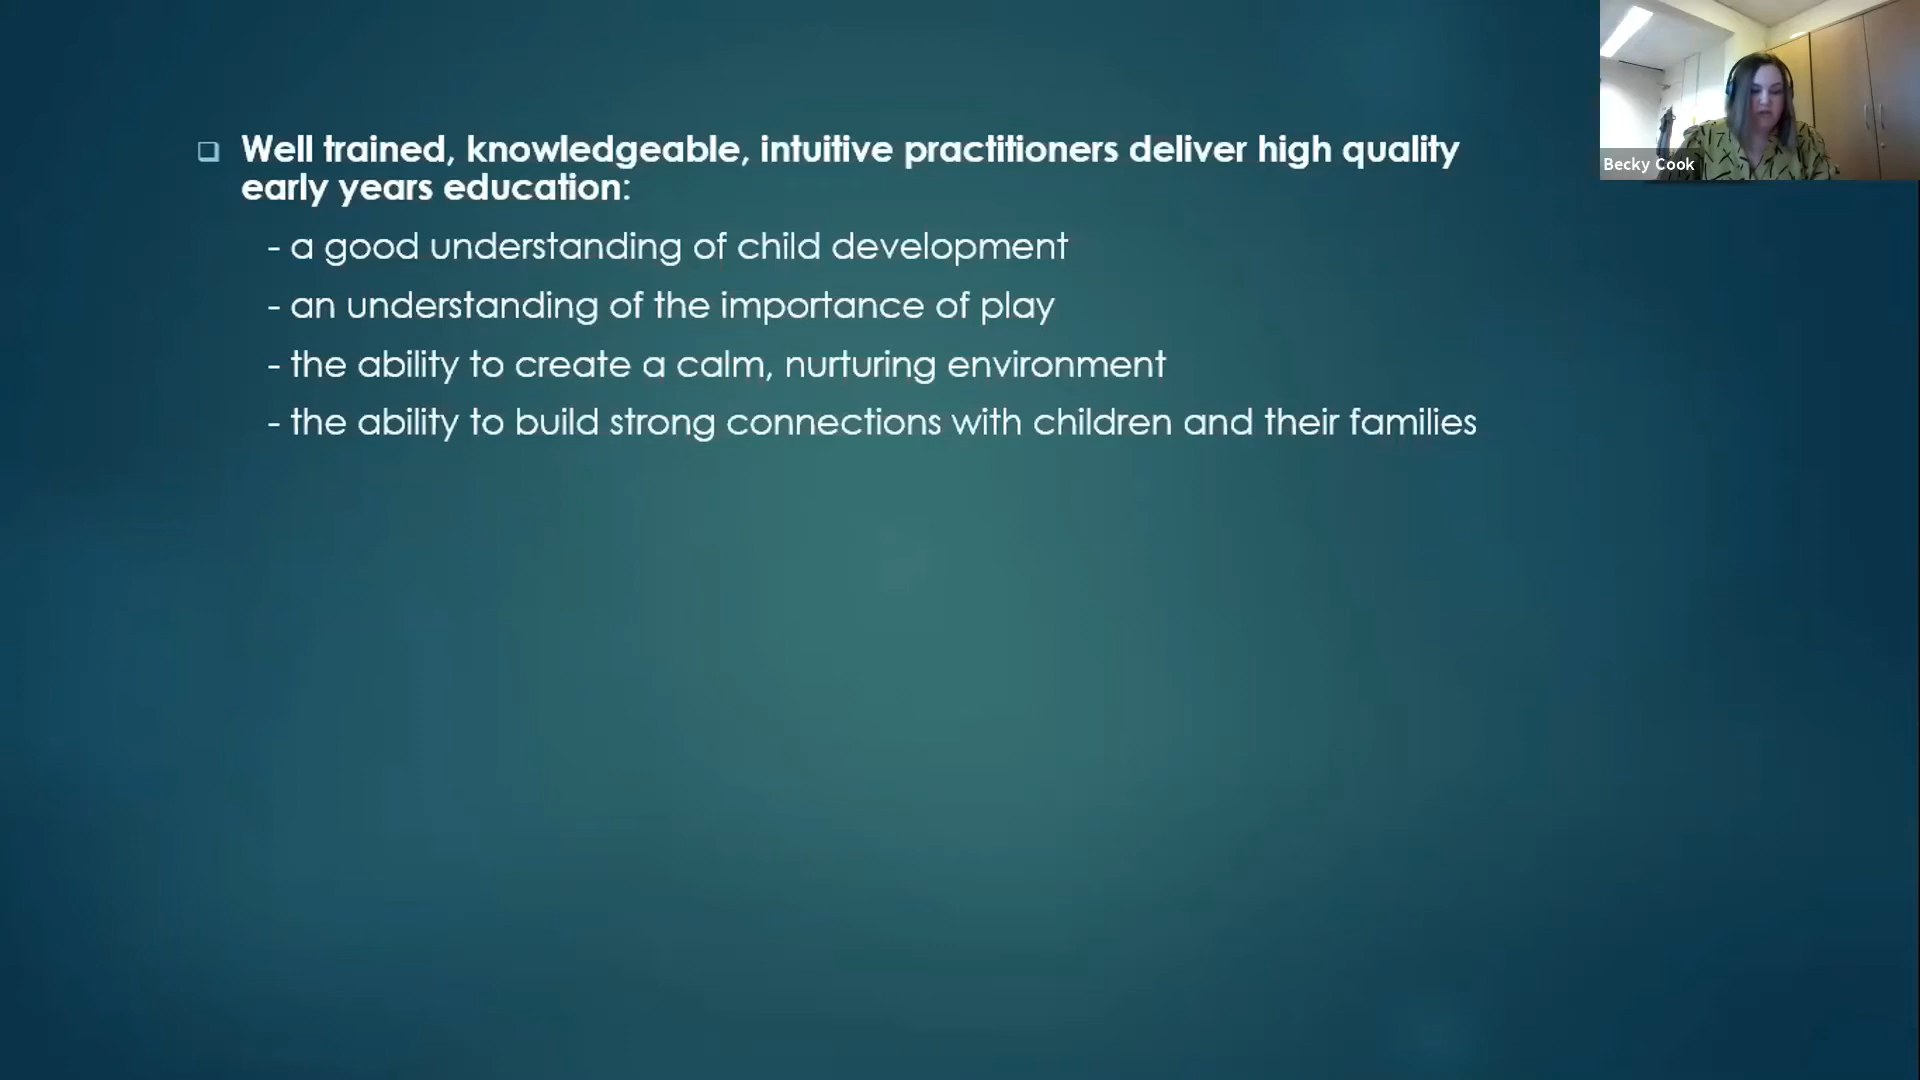 Well trained, knowledgeable, intuitive practitioners deliver high quality
early years education:
- a good understanding of child development
- an understanding of the importance of play
- the ability to create a calm, nurturing environment
- the ability to build strong connections with children and their families
Becky Cook